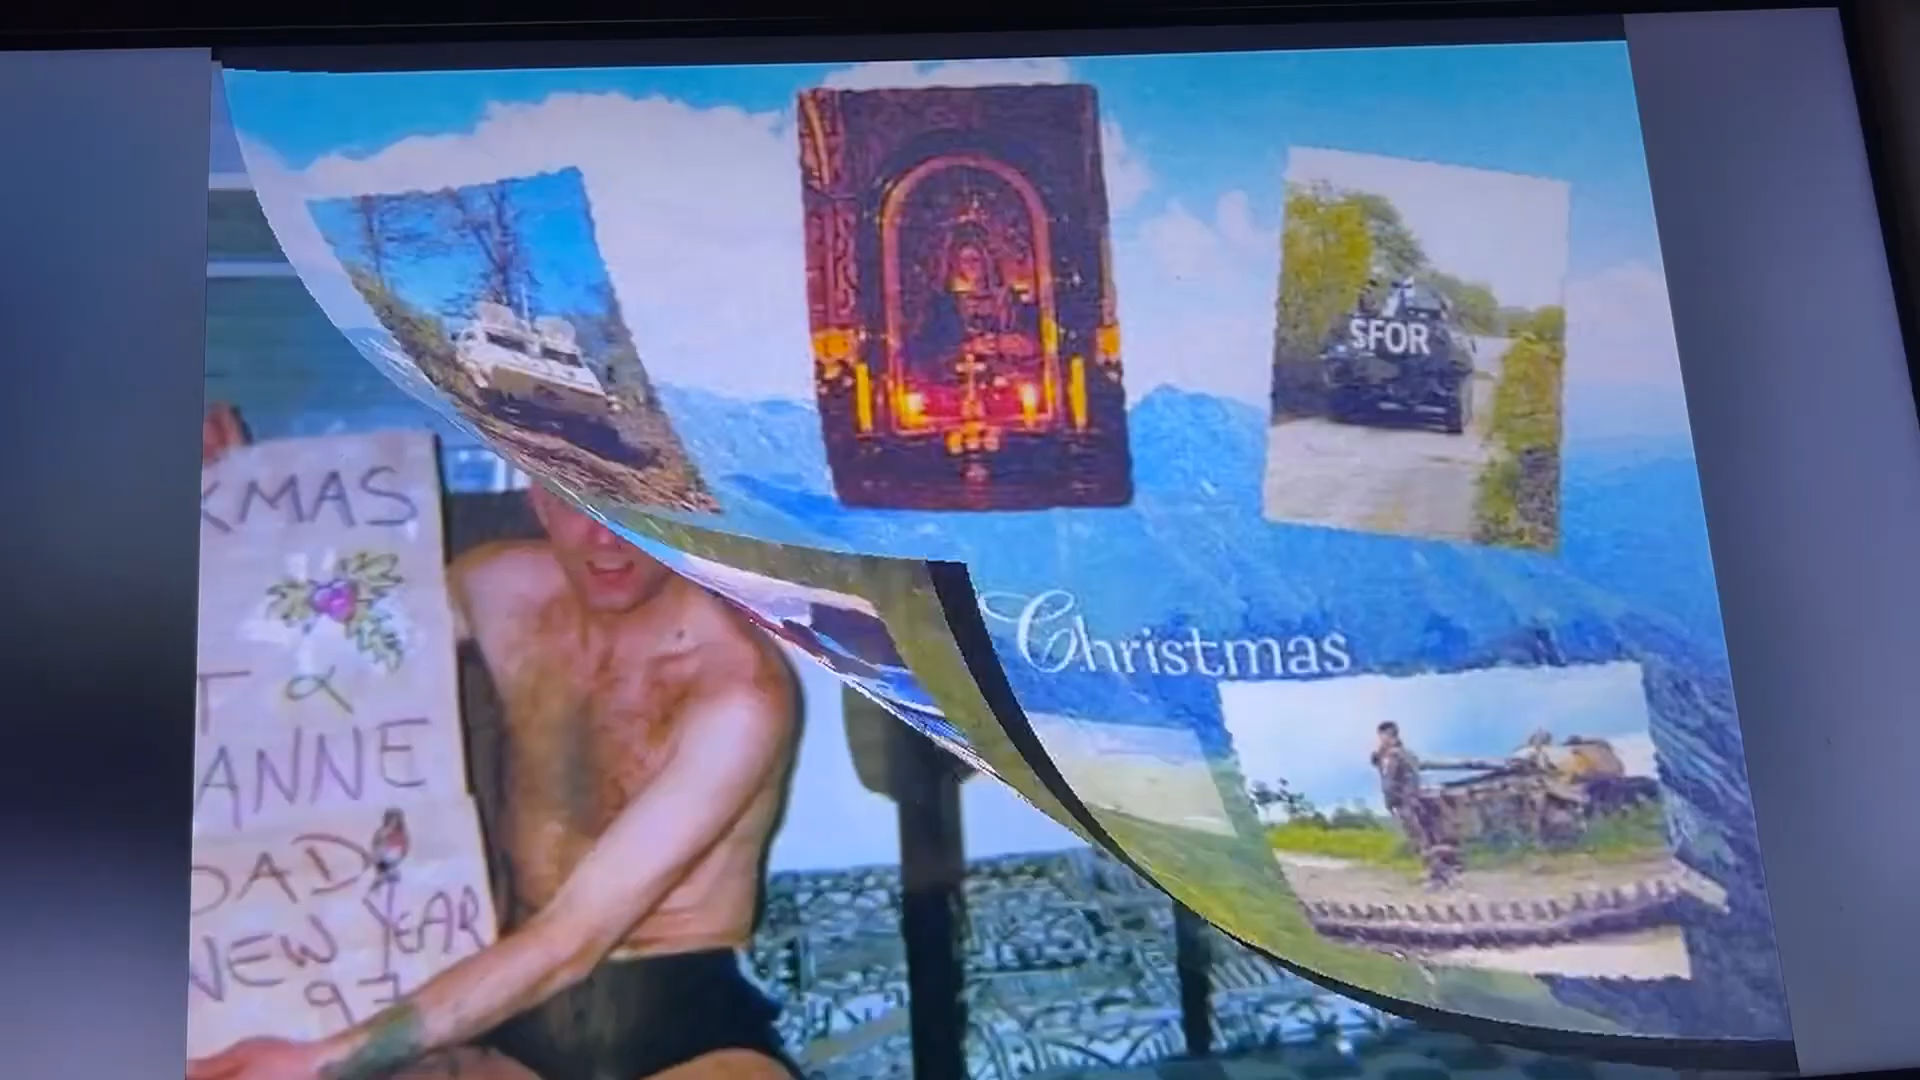 SFOR
Christmas
XMAS
T &
ANNE
DAD
NEW YEAR
97